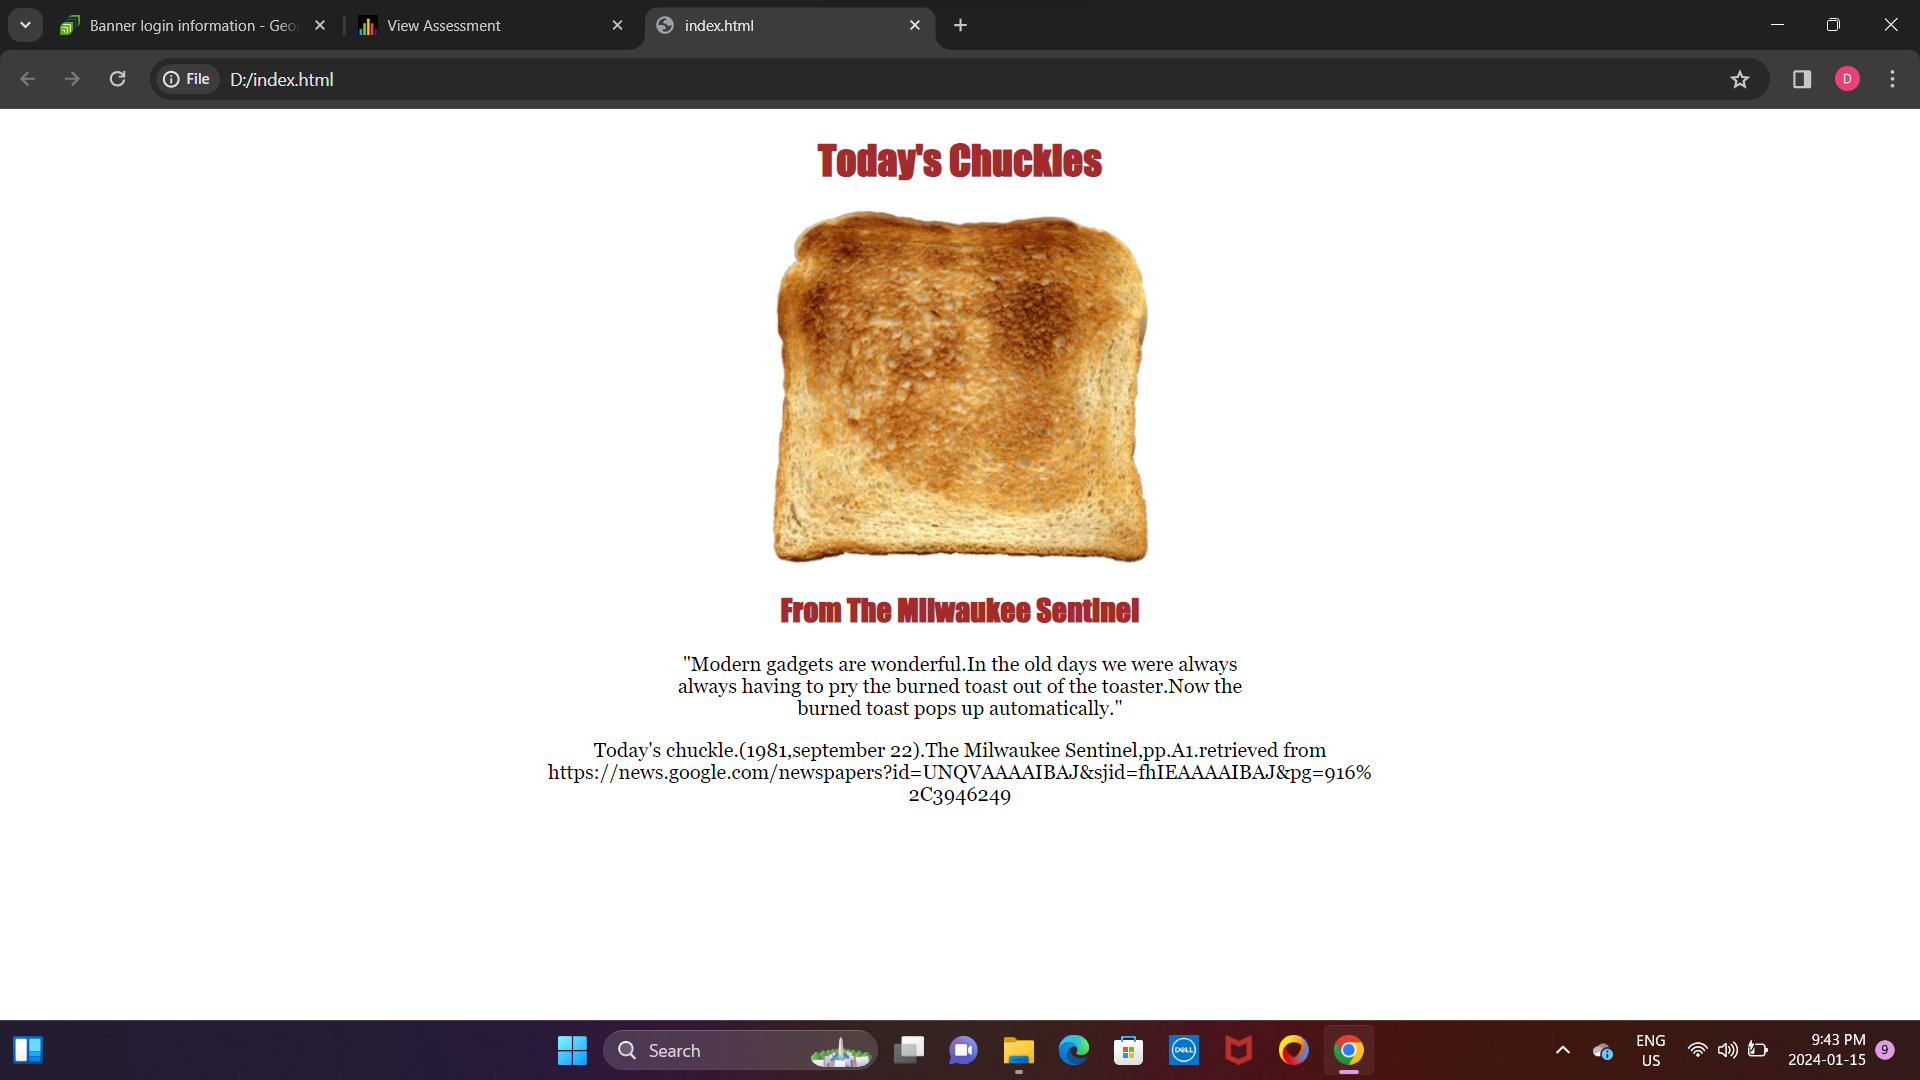 Banner login information - Geo
View Assessment
index.html
File
D:/index.html
D
Today's Chuckles
From The Milwaukee Sentinel
"Modern gadgets are wonderful.In the old days we were always
always having to pry the burned toast out of the toaster.Now the
burned toast pops up automatically."
Today's chuckle.(1981,september 22).The Milwaukee Sentinel,pp.A1.retrieved from
https://news.google.com/newspapers?id=UNQVAAAAIBAJ&sjid=fhIEAAAAIBAJ&pg=916%
2C3946249
Search
DELL
ENG
US
9:43 PM
2024-01-15
9